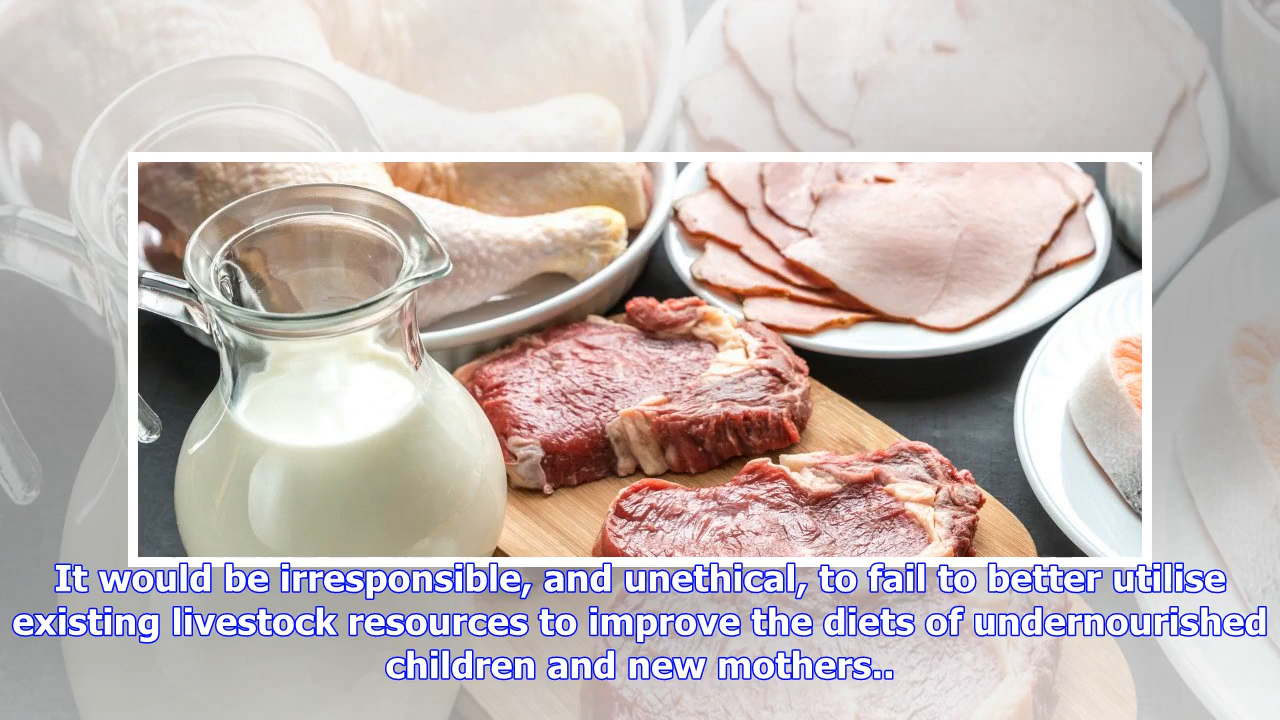 It would be irresponsible, and unethical, to fail to better utilise
existing livestock resources to improve the diets of undernourished
children and new mothers..